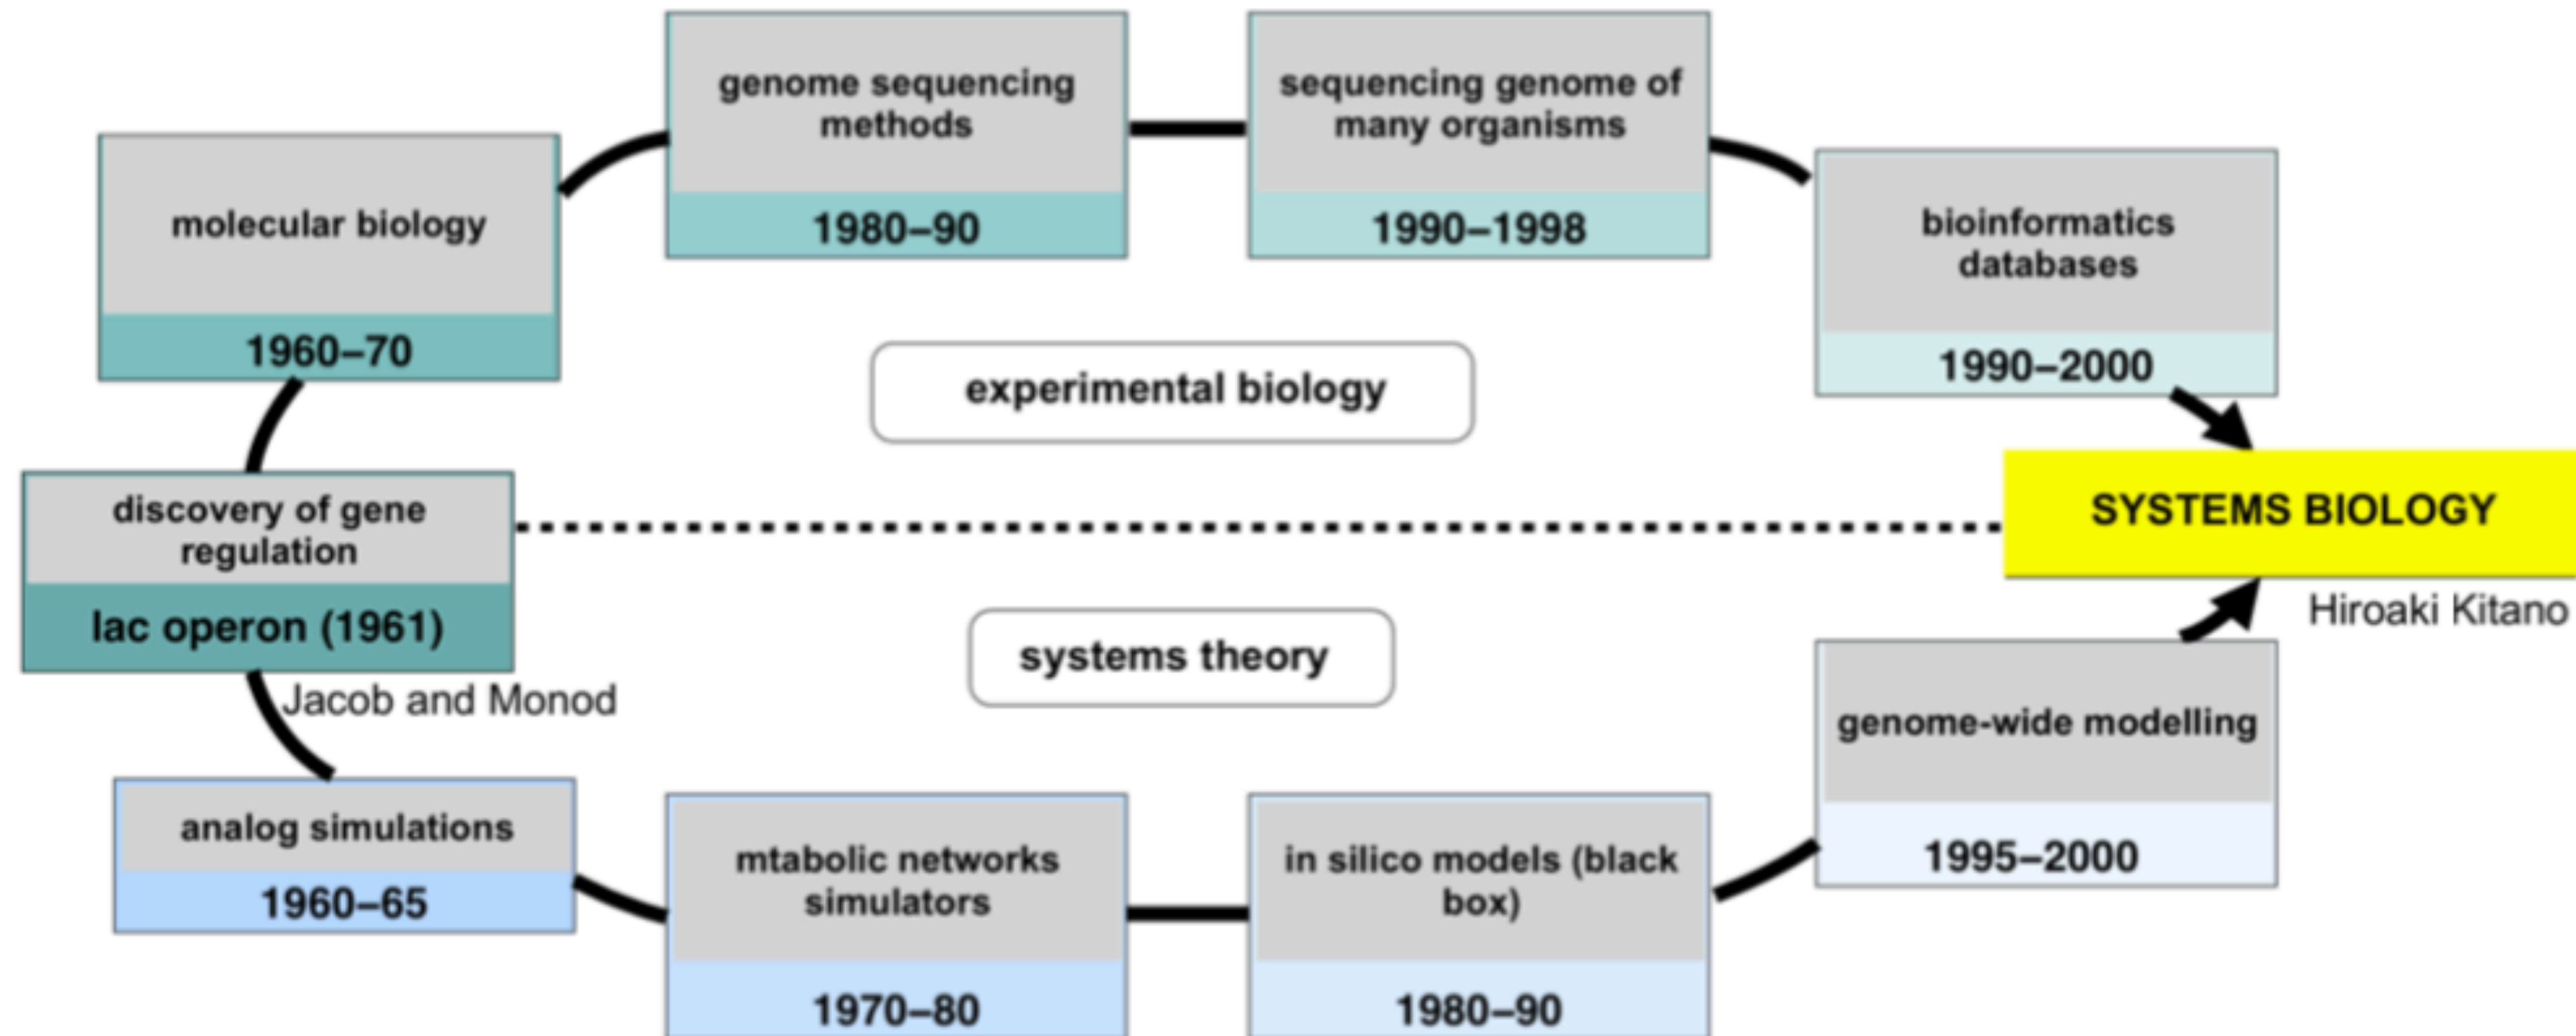 genome sequencing
methods
1980–90
sequencing genome of
many organisms
1990–1998
molecular biology
1960–70
bioinformatics
databases
1990–2000
experimental biology
discovery of gene
regulation
lac operon (1961)
Jacob and Monod
SYSTEMS BIOLOGY
Hiroaki Kitano
systems theory
analog simulations
1960–65
mtabolic networks
simulators
1970–80
in silico models (black
box)
1980–90
genome-wide modelling
1995–2000